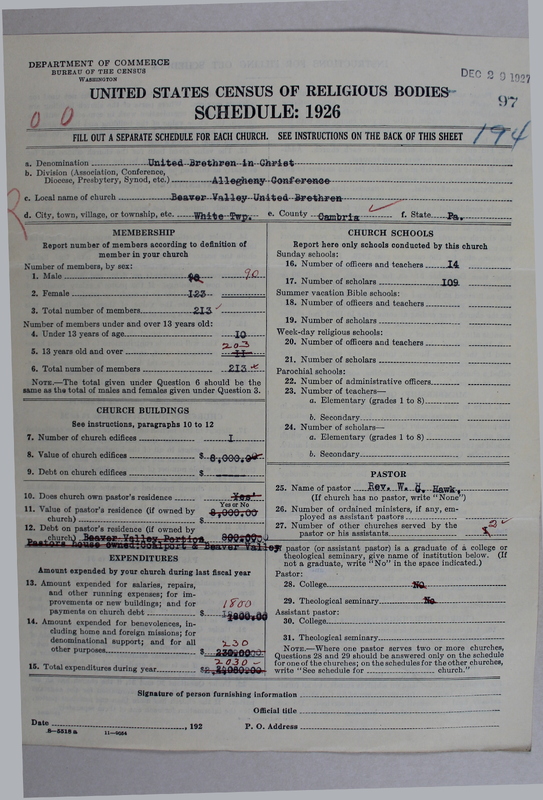 DEPARTMENT OF COMMERCE
BUREAU OF THE CENSUS
WASHINGTON
DEC 29 1927
UNITED STATES CENSUS OF RELIGIOUS BODIES
97
SCHEDULE: 1926
0 0
FILL OUT A SEPARATE SCHEDULE FOR EACH CHURCH. SEE INSTRUCTIONS ON THE BACK OF THIS SHEET
194
a. Denomination United Brethren in Christ
b. Division (Association, Conference, Diocese, Presbytery, Synod, etc.) Allegheny Conference
c. Local name of church Beaver Valley United Brethren
d. City, town, village, or township, etc. White Twp. e. County Cambria f. State Pa.
MEMBERSHIP
Report number of members according to definition of member in your church
Number of members, by sex:
1. Male 90 90
2. Female 123
3. Total number of members 213
Number of members under and over 13 years old:
4. Under 13 years of age 10
5. 13 years old and over 203 11
6. Total number of members 213
NOTE.—The total given under Question 6 should be the same as the total of males and females given under Question 3.
CHURCH BUILDINGS
See instructions, paragraphs 10 to 12
7. Number of church edifices 1
8. Value of church edifices $ 8,000.00
9. Debt on church edifices $
10. Does church own pastor's residence Yes
Yes or No
11. Value of pastor's residence (if owned by church) $ 8,000.00
12. Debt on pastor's residence (if owned by church) Beaver Valley Portion 800.00
Pastors house owned Beaver Valley
EXPENDITURES
Amount expended by your church during last fiscal year
13. Amount expended for salaries, repairs, and other running expenses; for improvements or new buildings; and for payments on church debt $ 1800
14. Amount expended for benevolences, including home and foreign missions; for denominational support; and for all other purposes $ 230 230.00
15. Total expenditures during year $ 2030
CHURCH SCHOOLS
Report here only schools conducted by this church
Sunday schools:
16. Number of officers and teachers 14
17. Number of scholars 109
Summer vacation Bible schools:
18. Number of officers and teachers
19. Number of scholars
Week-day religious schools:
20. Number of officers and teachers
21. Number of scholars
Parochial schools:
22. Number of administrative officers
23. Number of teachers—
a. Elementary (grades 1 to 8)
b. Secondary
24. Number of scholars—
a. Elementary (grades 1 to 8)
b. Secondary
PASTOR
25. Name of pastor Rev. W. G. Hawk,
(If church has no pastor, write "None")
26. Number of ordained ministers, if any, employed as assistant pastors
27. Number of other churches served by the pastor or his assistants 2
pastor (or assistant pastor) is a graduate of a college or theological seminary, give name of institution below. (If not a graduate, write "No" in the space indicated.)
Pastor:
28. College No
29. Theological seminary No
Assistant pastor:
30. College
31. Theological seminary
NOTE.—Where one pastor serves two or more churches, Questions 28 and 29 should be answered only on the schedule for one of the churches; on the schedules for the other churches, write "See schedule for church."
Signature of person furnishing information
Official title
Date , 192 P. O. Address
8-5518 a 11-9054